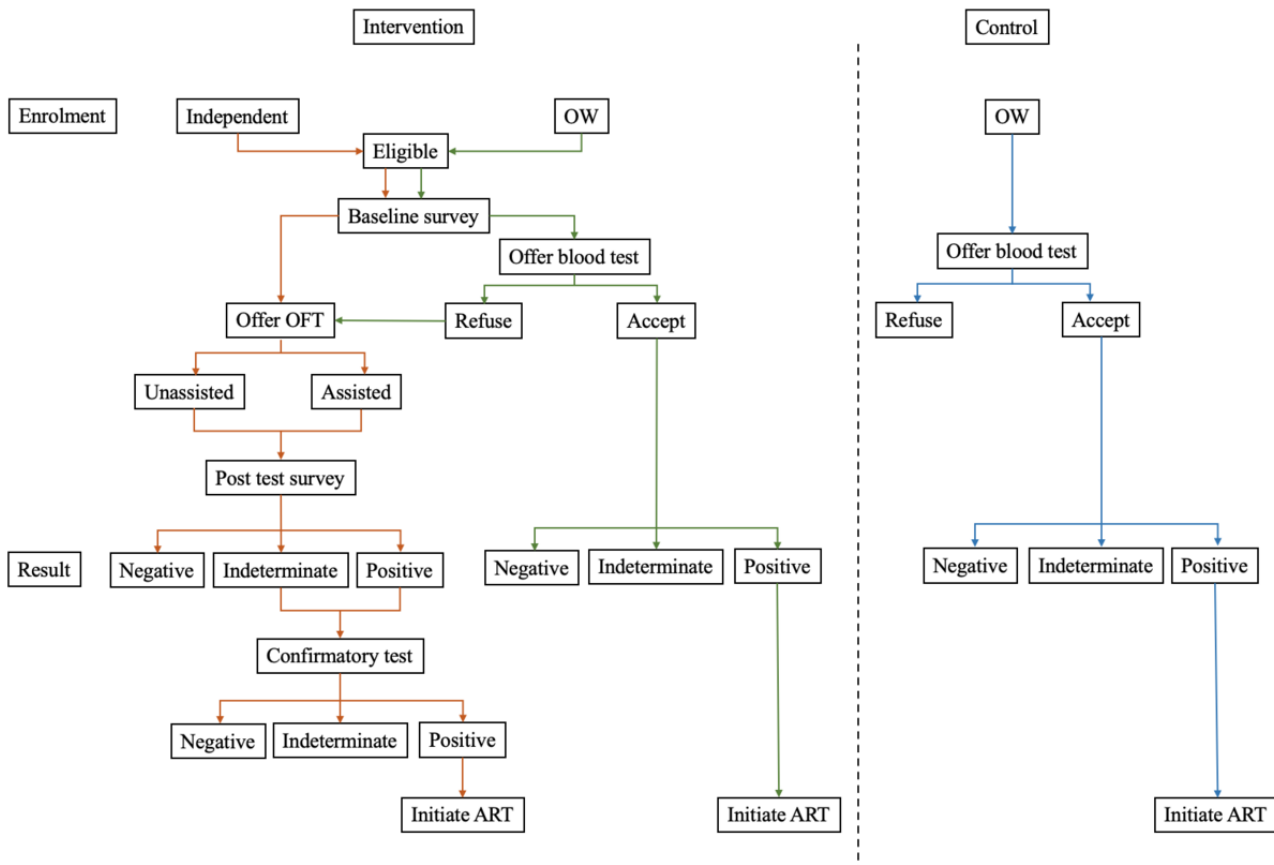 Intervention
Control
Enrolment
Independent
OW
OW
Eligible
Baseline survey
Offer blood test
Offer blood test
Offer OFT
Refuse
Accept
Refuse
Accept
Unassisted
Assisted
Post test survey
Result
Negative
Indeterminate
Positive
Negative
Indeterminate
Positive
Negative
Indeterminate
Positive
Confirmatory test
Negative
Indeterminate
Positive
Initiate ART
Initiate ART
Initiate ART